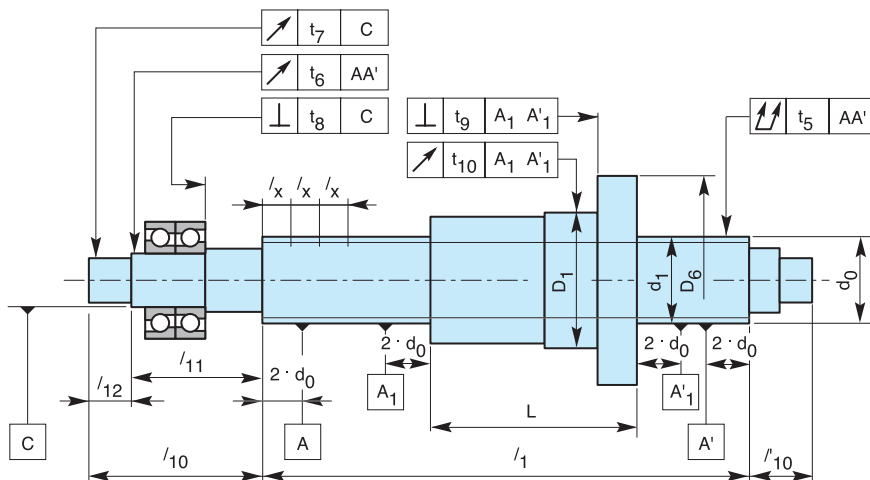 t7 C
t6 AA'
t8 C
t9 A1 A'1
t10 A1 A'1
t5 AA'
lx lx lx
D1
d1
D6
d0
2 · d0
2 · d0
2 · d0
2 · d0
l11
l12
A1
A'1
L
C
A
A'
l10
l1
l'10